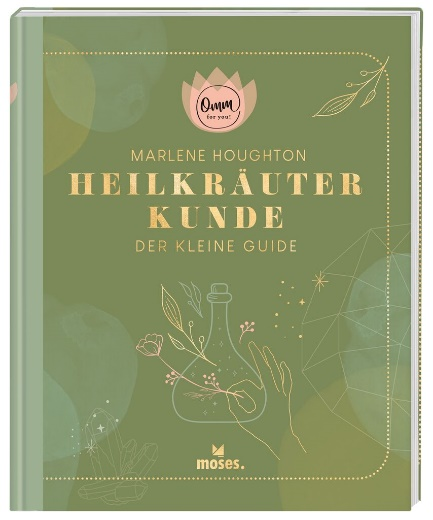 Omm
for you!
MARLENE HOUGHTON
HEILKRÄUTER
KUNDE
DER KLEINE GUIDE
moses.